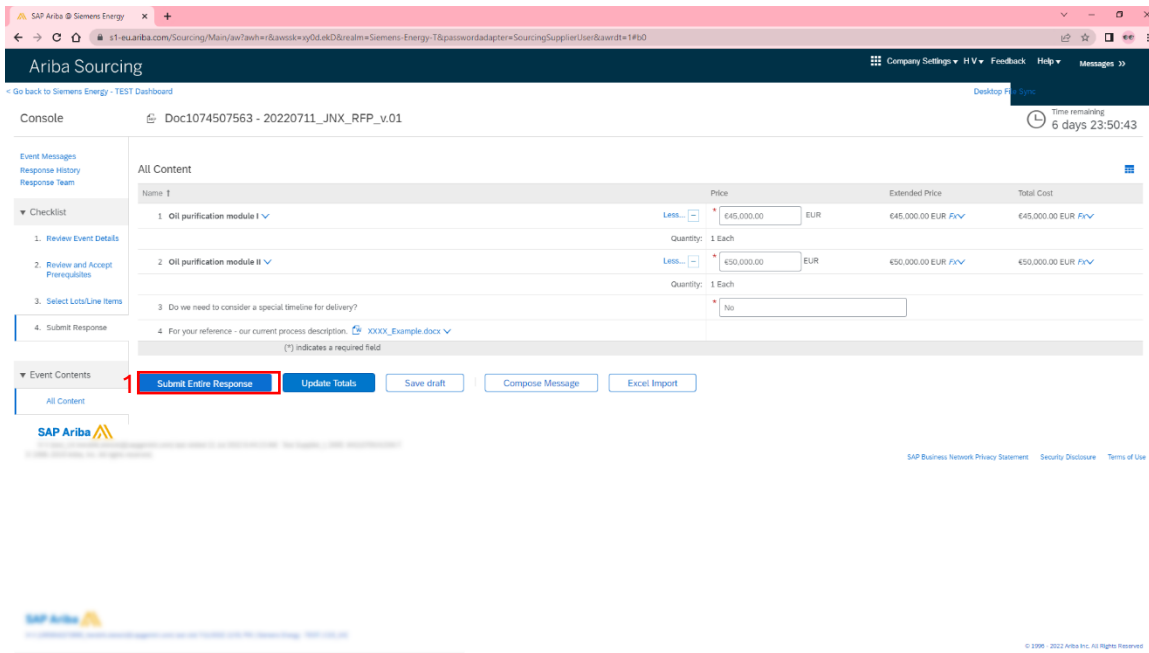 SAP Ariba @ Siemens Energy
s1-eu.ariba.com/Sourcing/Main/aw?awh=r&awssk=xy0d.ekD&realm=Siemens-Energy-T&passwordadapter=SourcingSupplierUser&awrdt=1#b0
Ariba Sourcing
Company Settings H V Feedback Help Messages »
< Go back to Siemens Energy - TEST Dashboard
Console
Doc1074507563 - 20220711_JNX_RFP_v.01
Time remaining
6 days 23:50:43
Event Messages
Response History
Response Team
▼ Checklist
1. Review Event Details
2. Review and Accept
Prerequisites
3. Select Lots/Line Items
4. Submit Response
▼ Event Contents
All Content
All Content
Name ↑ Price Extended Price Total Cost
1 Oil purification module I Less... − * €45,000.00 EUR €45,000.00 EUR Fx €45,000.00 EUR Fx
Quantity: 1 Each
2 Oil purification module II Less... − * €50,000.00 EUR €50,000.00 EUR Fx €50,000.00 EUR Fx
Quantity: 1 Each
3 Do we need to consider a special timeline for delivery? * No
4 For your reference - our current process description. XXXX_Example.docx
(*) indicates a required field
1 Submit Entire Response Update Totals Save draft Compose Message Excel Import
SAP Ariba
SAP Business Network Privacy Statement Security Disclosure Terms of Use
SAP Ariba
© 1996 - 2022 Ariba Inc. All Rights Reserved